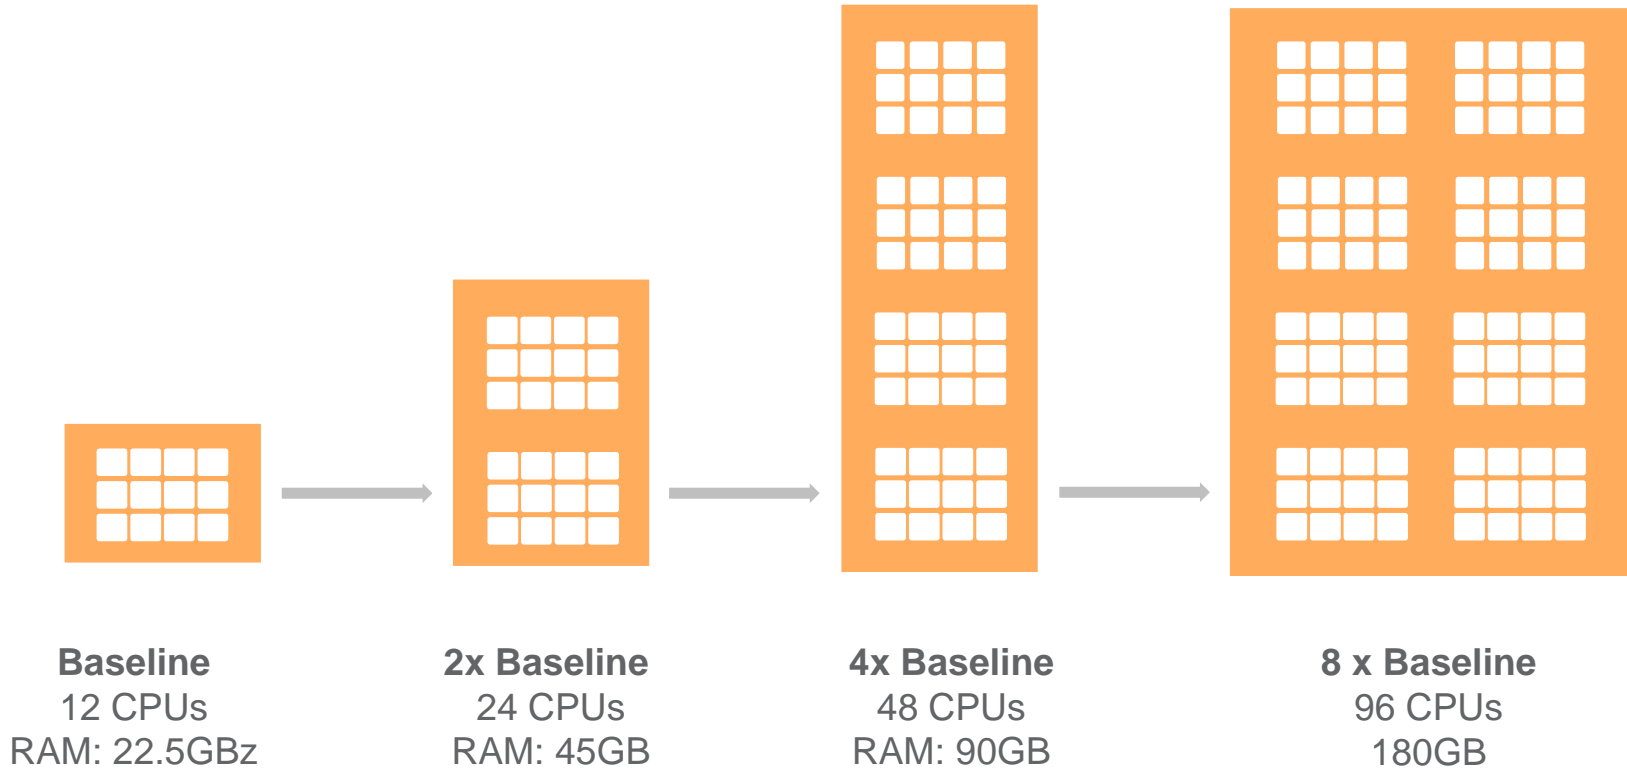 Baseline
12 CPUs
RAM: 22.5GBz
2x Baseline
24 CPUs
RAM: 45GB
4x Baseline
48 CPUs
RAM: 90GB
8 x Baseline
96 CPUs
180GB